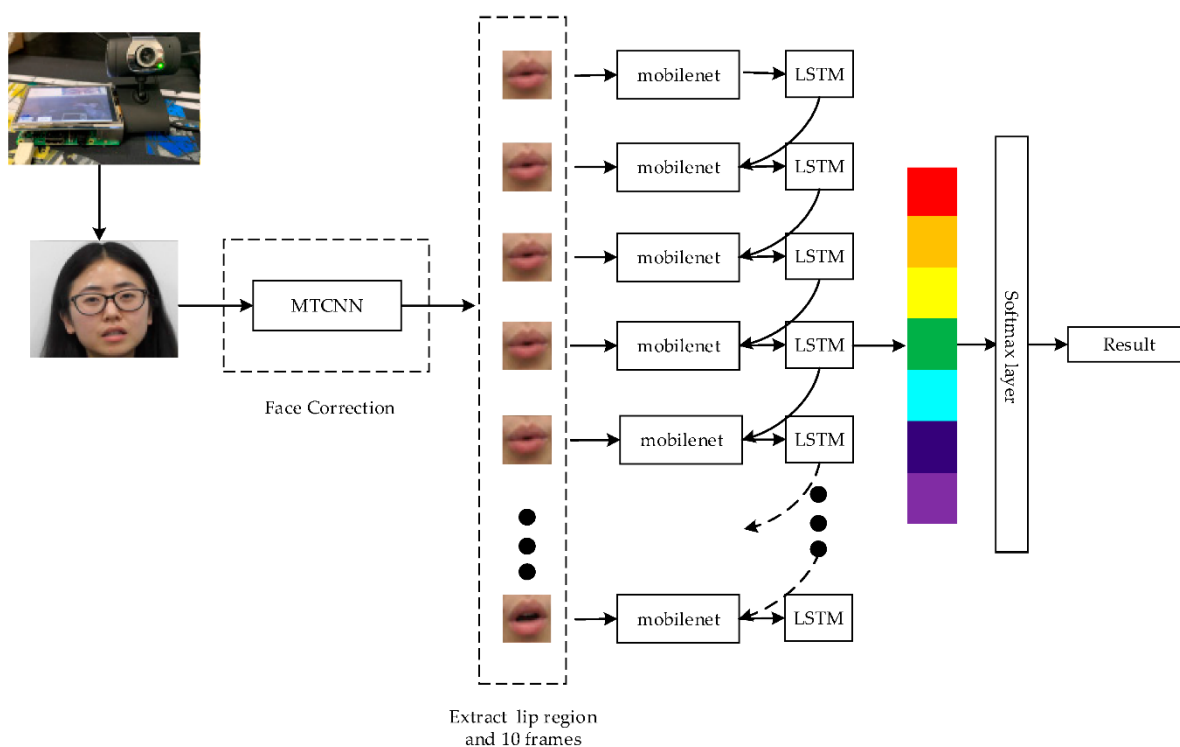 mobilenet
LSTM
mobilenet
LSTM
mobilenet
LSTM
MTCNN
Face Correction
mobilenet
LSTM
Softmax layer
Result
mobilenet
LSTM
mobilenet
LSTM
Extract lip region
and 10 frames